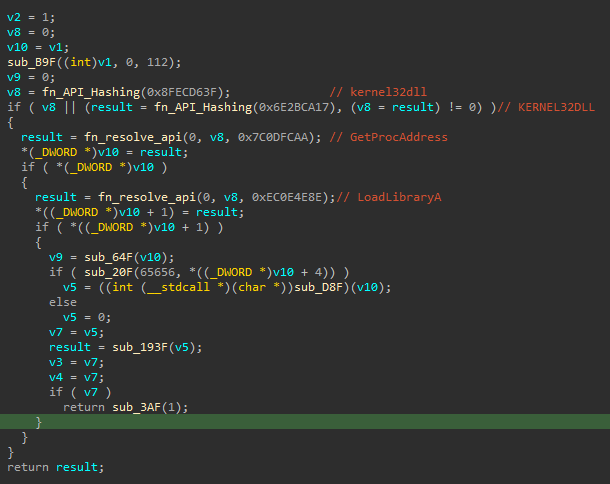 v2 = 1;
v8 = 0;
v10 = v1;
sub_B9F((int)v1, 0, 112);
v9 = 0;
v8 = fn_API_Hashing(0x8FECD63F); // kernel32dll
if ( v8 || (result = fn_API_Hashing(0x6E2BCA17), (v8 = result) != 0) )// KERNEL32DLL
{
result = fn_resolve_api(0, v8, 0x7C0DFCAA); // GetProcAddress
*(_DWORD *)v10 = result;
if ( *(_DWORD *)v10 )
{
result = fn_resolve_api(0, v8, 0xEC0E4E8E);// LoadLibraryA
*((_DWORD *)v10 + 1) = result;
if ( *((_DWORD *)v10 + 1) )
{
v9 = sub_64F(v10);
if ( sub_20F(65656, *((_DWORD *)v10 + 4)) )
v5 = ((int (__stdcall *)(char *))sub_D8F)(v10);
else
v5 = 0;
v7 = v5;
result = sub_193F(v5);
v3 = v7;
v4 = v7;
if ( v7 )
return sub_3AF(1);
}
}
}
return result;